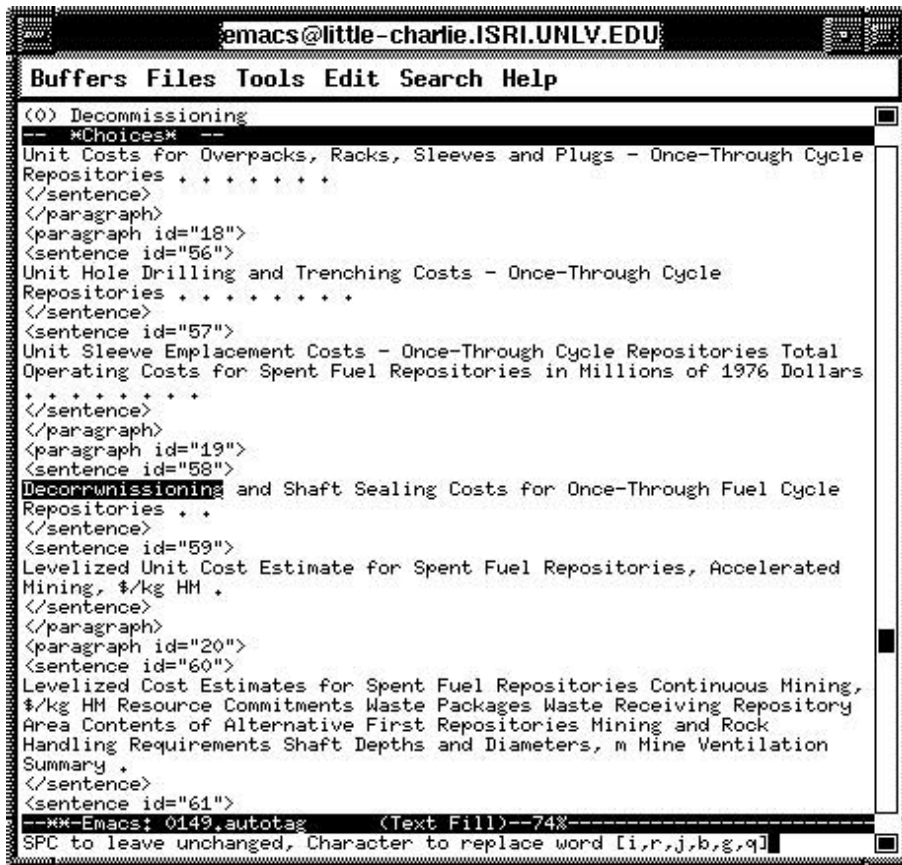 emacs@little-charlie.ISRI.UNLV.EDU
Buffers Files Tools Edit Search Help
(0) Decommissioning
-- *Choices* --
Unit Costs for Overpacks, Racks, Sleeves and Plugs - Once-Through Cycle
Repositories . . . . . . .
</sentence>
</paragraph>
<paragraph id="18">
<sentence id="56">
Unit Hole Drilling and Trenching Costs - Once-Through Cycle
Repositories . . . . . . . .
</sentence>
<sentence id="57">
Unit Sleeve Emplacement Costs - Once-Through Cycle Repositories Total
Operating Costs for Spent Fuel Repositories in Millions of 1976 Dollars
. . . . . . . .
</sentence>
</paragraph>
<paragraph id="19">
<sentence id="58">
Decorrwnissioning and Shaft Sealing Costs for Once-Through Fuel Cycle
Repositories . .
</sentence>
<sentence id="59">
Levelized Unit Cost Estimate for Spent Fuel Repositories, Accelerated
Mining, $/kg HM .
</sentence>
</paragraph>
<paragraph id="20">
<sentence id="60">
Levelized Cost Estimates for Spent Fuel Repositories Continuous Mining,
$/kg HM Resource Commitments Waste Packages Waste Receiving Repository
Area Contents of Alternative First Repositories Mining and Rock
Handling Requirements Shaft Depths and Diameters, m Mine Ventilation
Summary .
</sentence>
<sentence id="61">
--**-Emacs: 0149.autotag (Text Fill)--74%--------------------------
SPC to leave unchanged, Character to replace word [i,r,j,b,g,q]